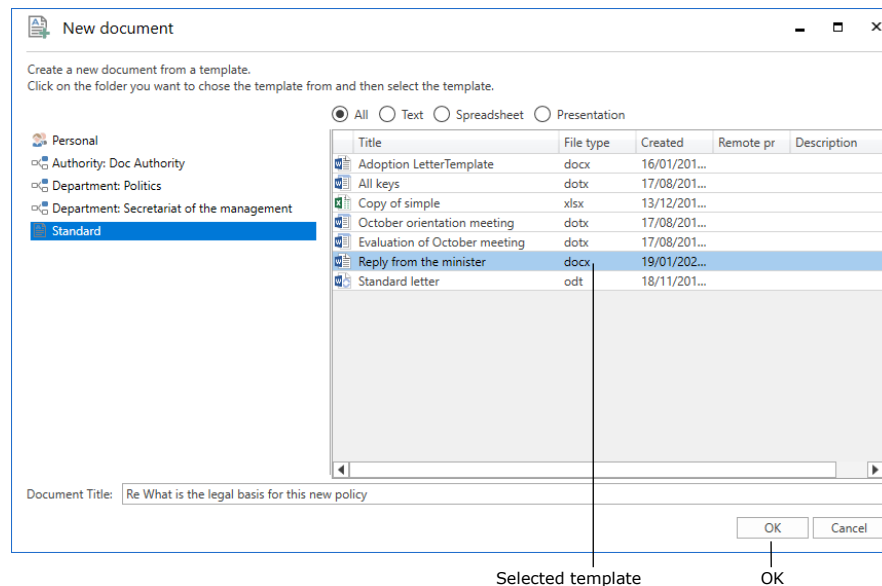 New document
Create a new document from a template.
Click on the folder you want to chose the template from and then select the template.
All Text Spreadsheet Presentation
Personal
Authority: Doc Authority
Department: Politics
Department: Secretariat of the management
Standard
Title File type Created Remote pr Description
Adoption LetterTemplate docx 16/01/201...
All keys dotx 17/08/201...
Copy of simple xlsx 13/12/201...
October orientation meeting dotx 17/08/201...
Evaluation of October meeting dotx 17/08/201...
Reply from the minister docx 19/01/202...
Standard letter odt 18/11/201...
Document Title: Re What is the legal basis for this new policy
OK Cancel
Selected template OK